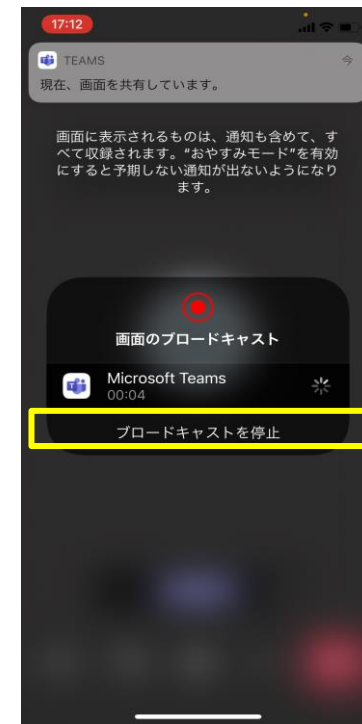 17:12
TEAMS
今
現在、画面を共有しています。
画面に表示されるものは、通知も含めて、す
べて収録されます。“おやすみモード”を有効
にすると予期しない通知が出ないようになり
ます。
画面のブロードキャスト
Microsoft Teams
00:04
ブロードキャストを停止